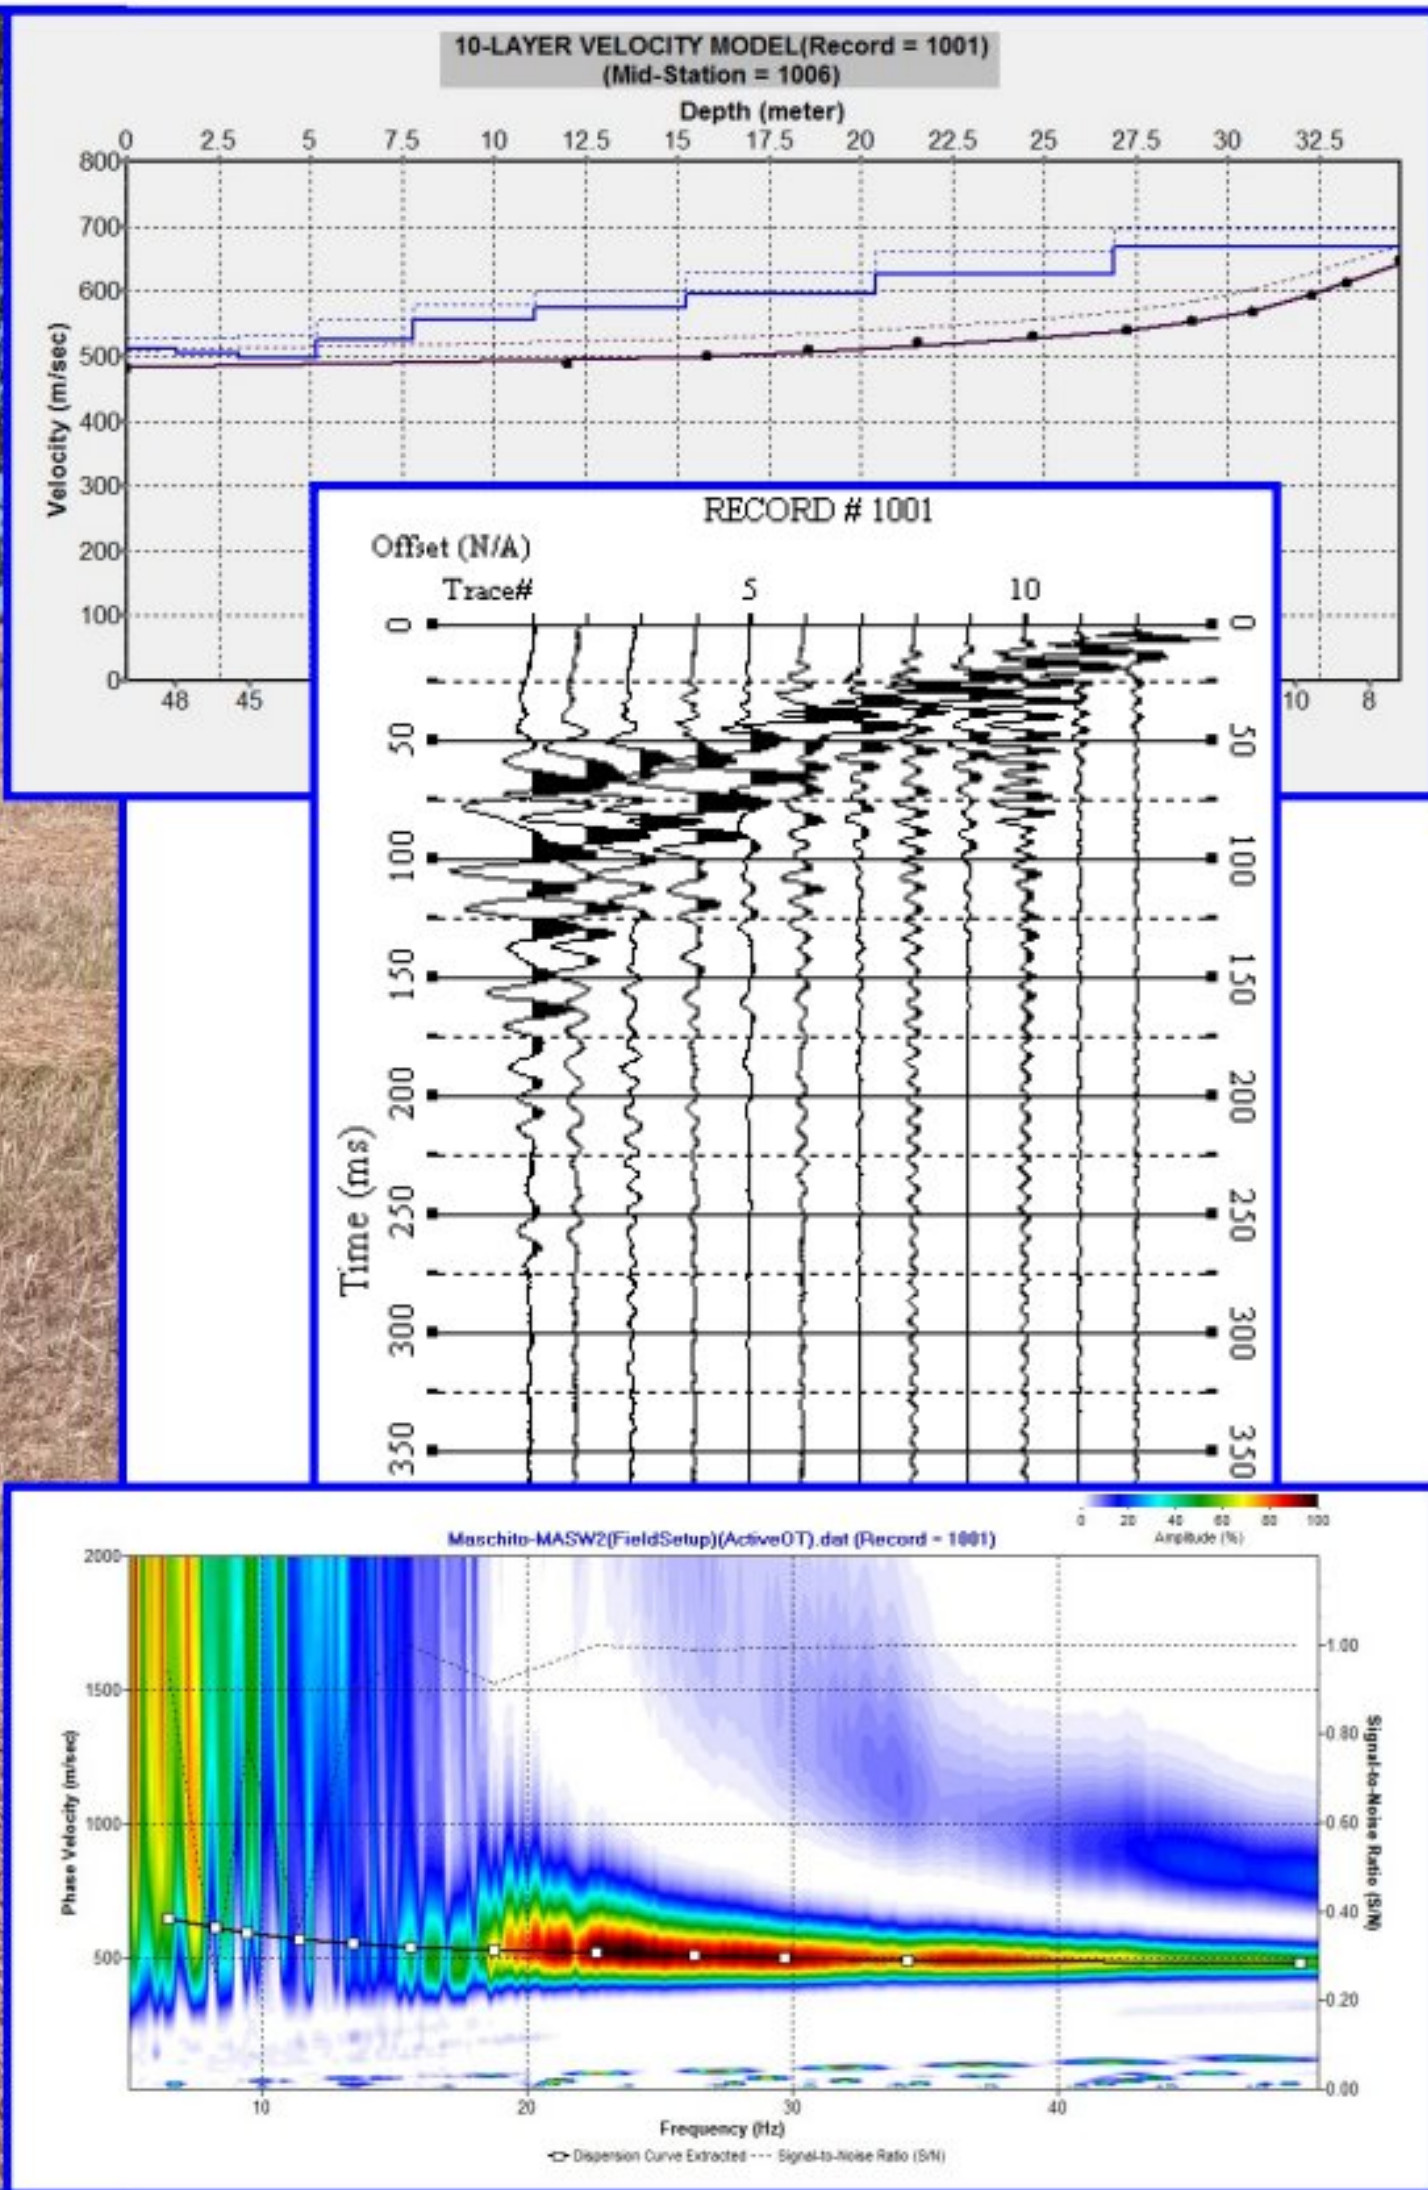 10-LAYER VELOCITY MODEL(Record = 1001)
(Mid-Station = 1006)
Depth (meter)
0 2.5 5 7.5 10 12.5 15 17.5 20 22.5 25 27.5 30 32.5
800
700
600
500
400
300
200
100
0
Velocity (m/sec)
48 45 10 8
RECORD # 1001
Offset (N/A)
Trace# 5 10
0 0
50 50
100 100
150 150
200 200
250 250
300 300
350 350
Time (ms)
0 20 40 60 80 100
Amplitude (%)
Maschito-MASW2(FieldSetup)(ActiveOT).dat (Record = 1001)
2000
1500
1000
500
Phase Velocity (m/sec)
1.00
0.80
0.60
0.40
0.20
0.00
Signal-to-Noise Ratio (S/N)
10 20 30 40
Frequency (Hz)
Dispersion Curve Extracted Signal-to-Noise Ratio (S/N)